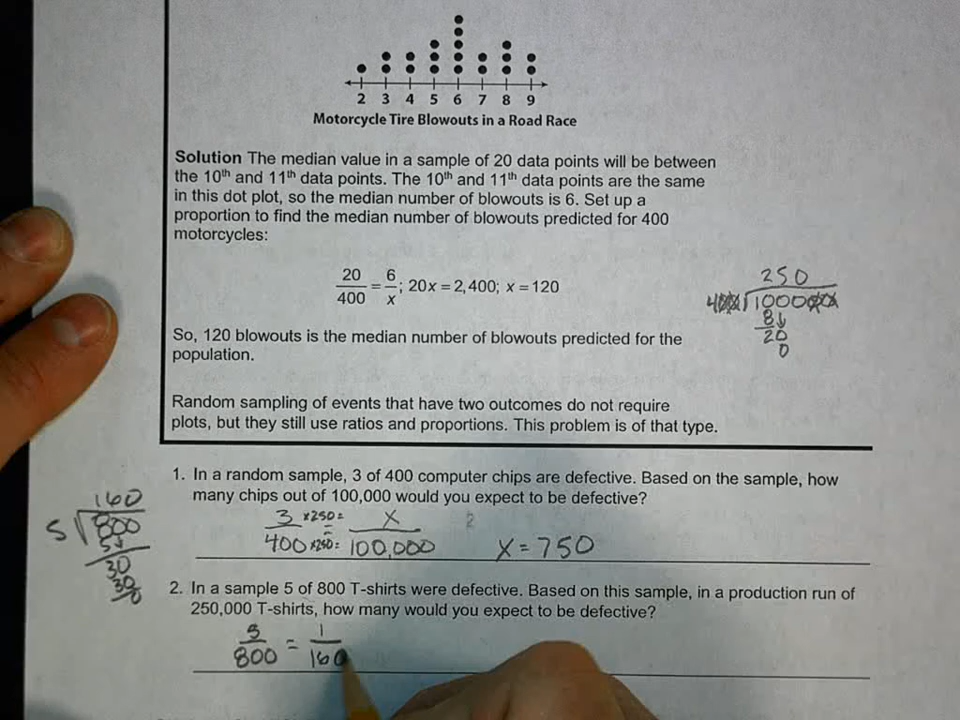 2 3 4 5 6 7 8 9
Motorcycle Tire Blowouts in a Road Race
Solution The median value in a sample of 20 data points will be between
the 10th and 11th data points. The 10th and 11th data points are the same
in this dot plot, so the median number of blowouts is 6. Set up a
proportion to find the median number of blowouts predicted for 400
motorcycles:
20/400 = 6/x; 20x = 2,400; x = 120
250
400 10000000
8
20
0
So, 120 blowouts is the median number of blowouts predicted for the
population.
Random sampling of events that have two outcomes do not require
plots, but they still use ratios and proportions. This problem is of that type.
1. In a random sample, 3 of 400 computer chips are defective. Based on the sample, how
many chips out of 100,000 would you expect to be defective?
3 x250= x
400 x250= 100,000 x=750
160
5 800
5
30
30
0
2. In a sample 5 of 800 T-shirts were defective. Based on this sample, in a production run of
250,000 T-shirts, how many would you expect to be defective?
5/800 = 1/160